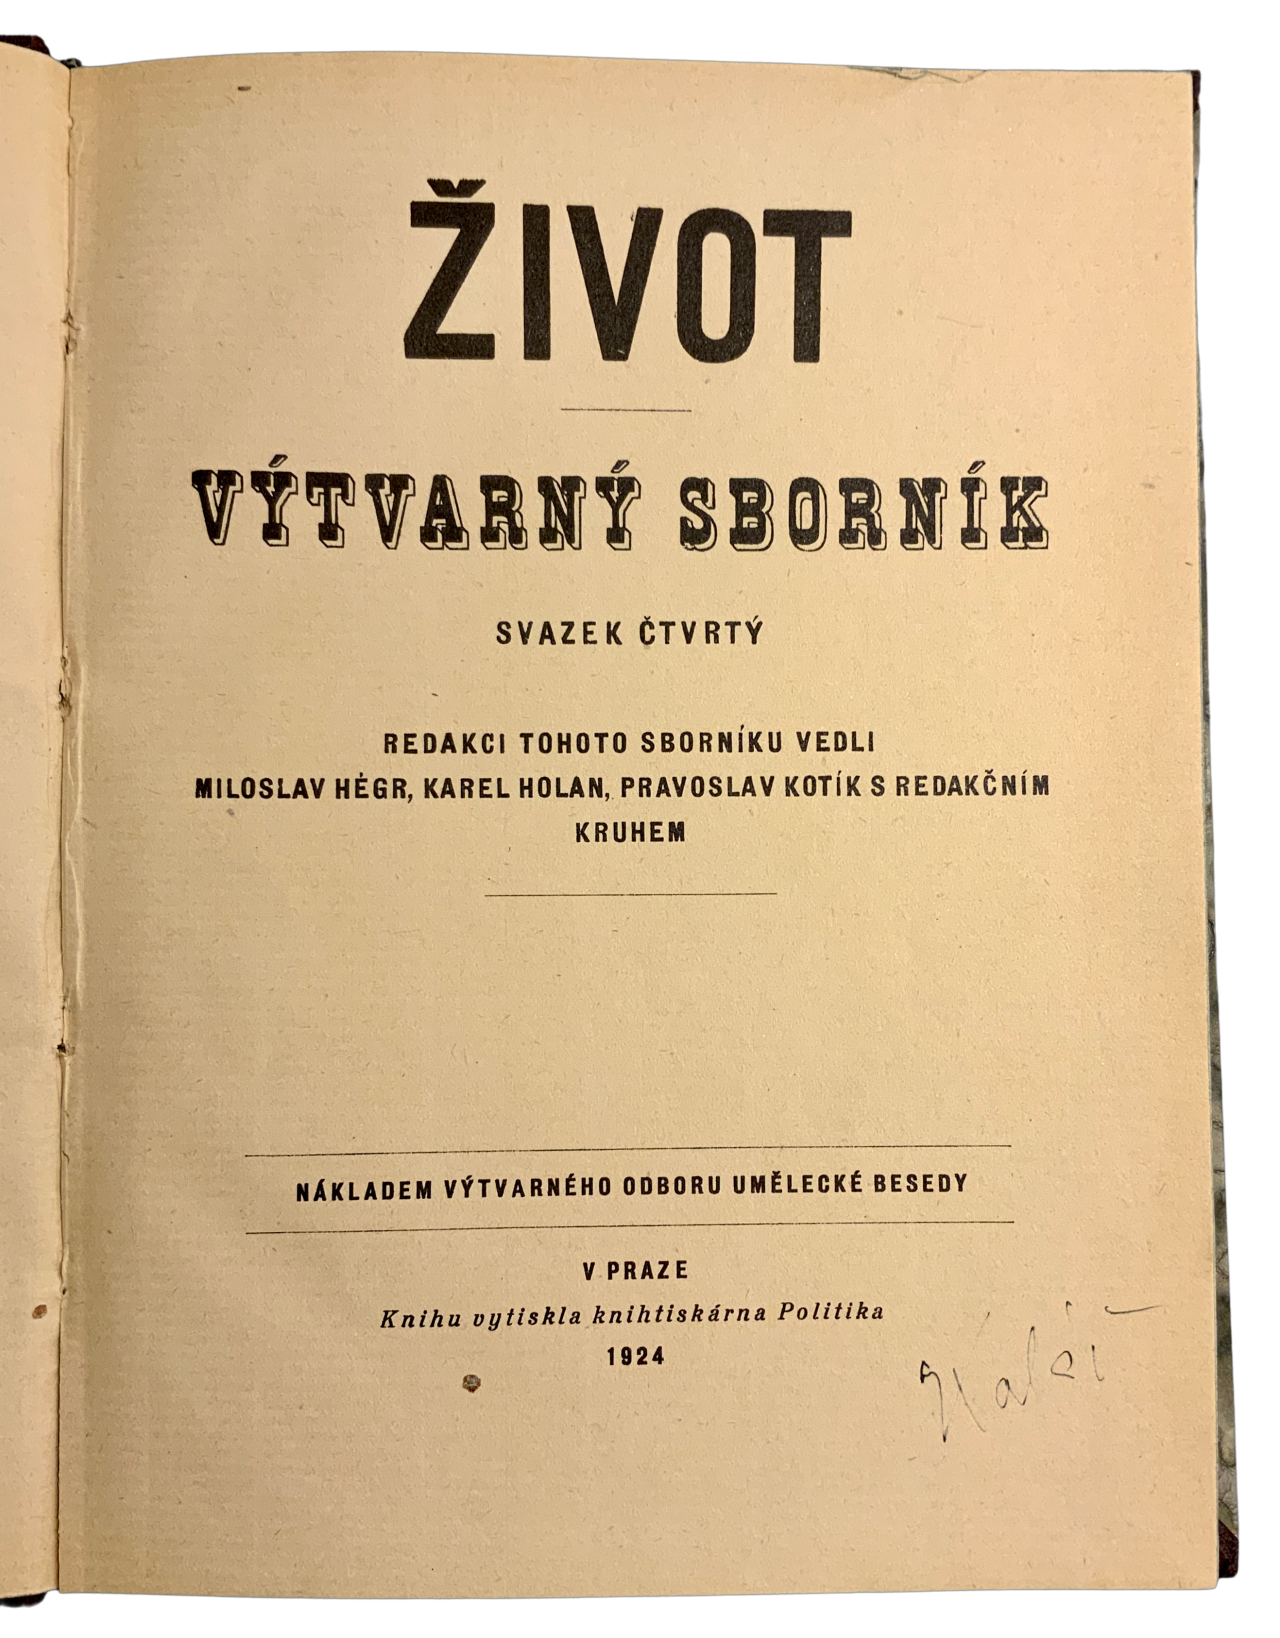 ŽIVOT
VÝTVARNÝ SBORNÍK
SVAZEK ČTVRTÝ
REDAKCI TOHOTO SBORNÍKU VEDLI
MILOSLAV HÉGR, KAREL HOLAN, PRAVOSLAV KOTÍK S REDAKČNÍM
KRUHEM
NÁKLADEM VÝTVARNÉHO ODBORU UMĚLECKÉ BESEDY
V PRAZE
Knihu vytiskla knihtiskárna Politika
1924